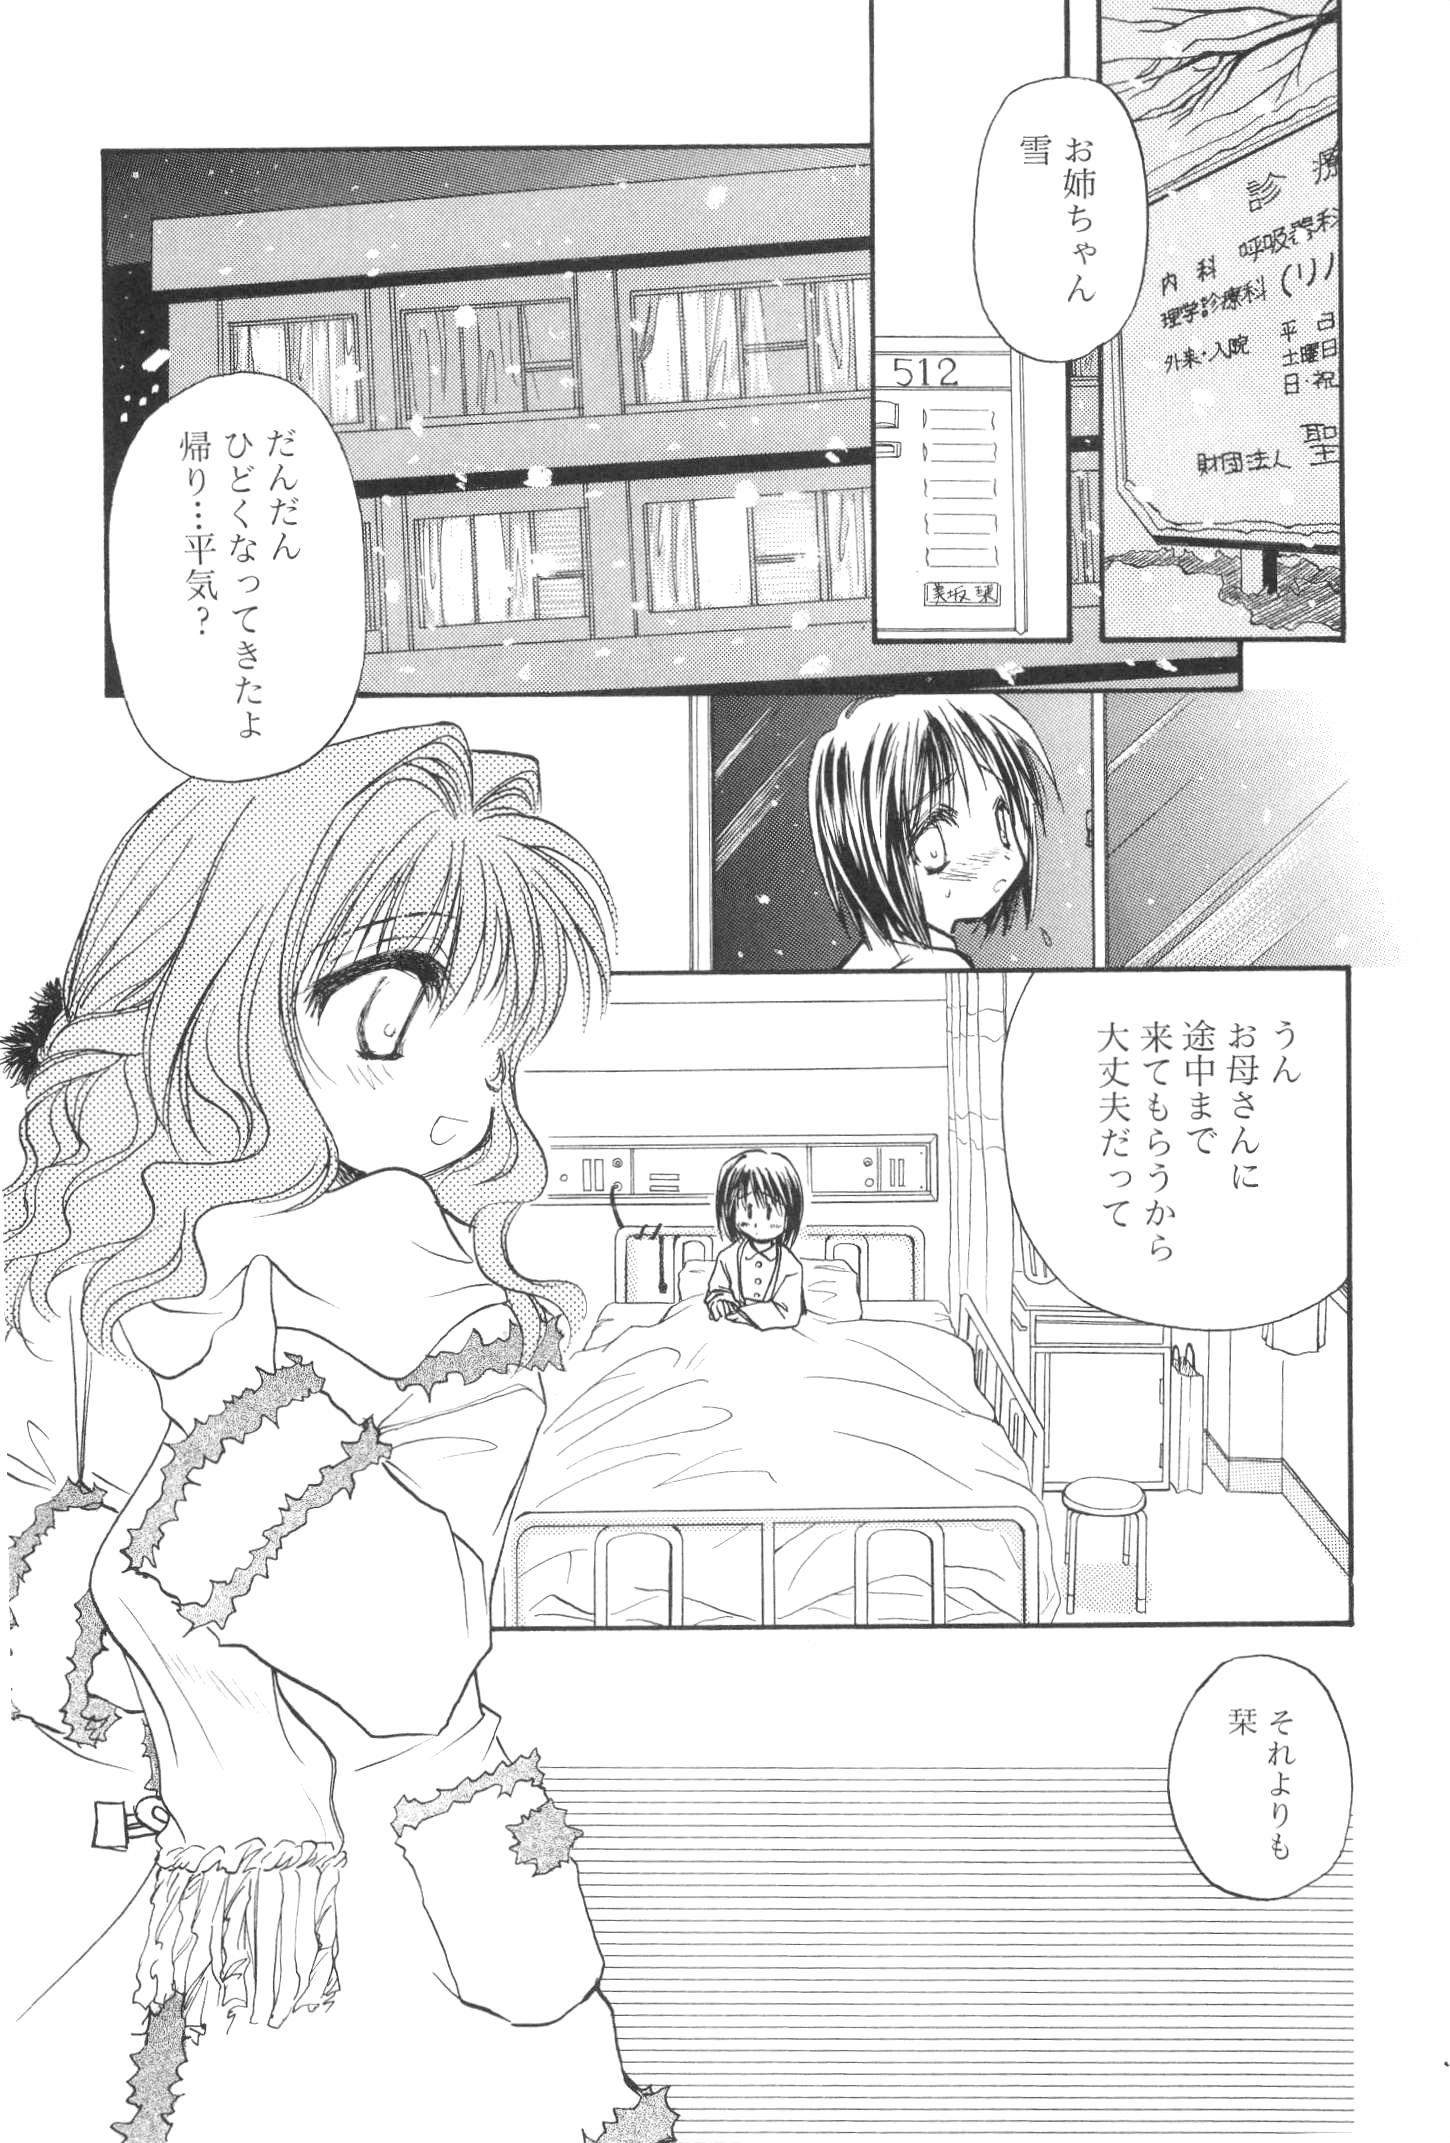 診療
内科 呼吸器科
理学診療科(リハ
外来・入院 平日
土曜日
日・祝
聖
財団法人
お姉ちゃん
雪
512
美坂栞
だんだん
ひどくなってきたよ
帰り…平気？
うん
お母さんに
途中まで
来てもらうから
大丈夫だって
それよりも
栞